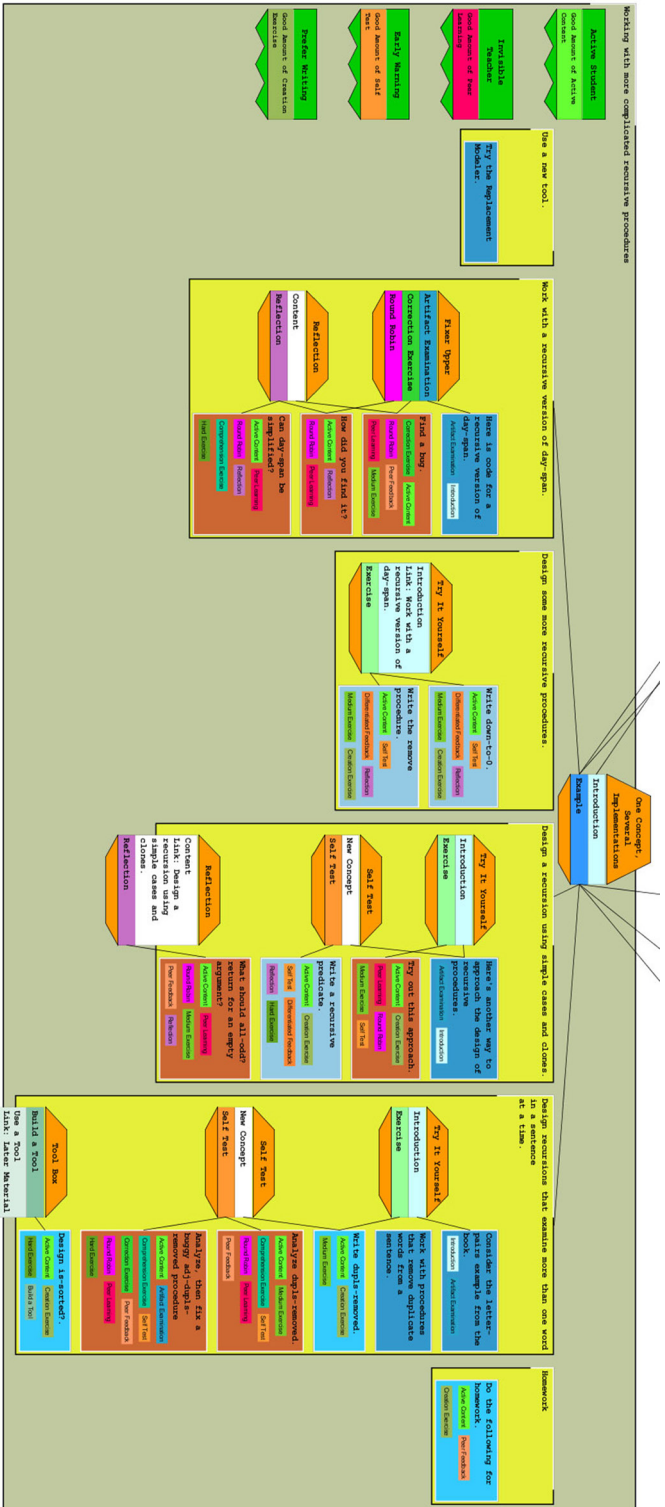 Working with more complicated recursive procedures
Active Student
Good Amount of Active
Content
Invisible
Teacher
Good Amount of Peer
Learning
Early Warning
Good Amount of Self
Test
Prefer Writing
Good Amount of Creation
Exercise
Use a new tool.
Try the Replacement
Modeler.
Work with a recursive version of day-span.
Fixer Upper
Artifact Examination
Correction Exercise
Round Robin
Reflection
Content
Reflection
Here is code for a
recursive version of
day-span.
Artifact Examination
Introduction
Find a bug.
Correction Exercise
Active Content
Round Robin
Peer Feedback
Peer Learning
Medium Exercise
How did you find it?
Active Content
Reflection
Round Robin
Peer Learning
Can day-span be
simplified?
Active Content
Peer Learning
Round Robin
Reflection
Comprehension Exercise
Hard Exercise
One Concept,
Several
Implementations
Introduction
Example
Design some more recursive procedures.
Try It Yourself
Introduction
Link: Work with a
recursive version of
day-span.
Exercise
Write down-to-0.
Active Content
Self Test
Differentiated Feedback
Reflection
Medium Exercise
Creation Exercise
Write the remove
procedure.
Active Content
Self Test
Differentiated Feedback
Reflection
Medium Exercise
Creation Exercise
Design a recursion using simple cases and clones.
Try It Yourself
Introduction
Exercise
Self Test
New Concept
Self Test
Reflection
Content
Link: Design a
recursion using
simple cases and
clones.
Reflection
Here's another way to
approach the design of
recursive
procedures.
Artifact Examination
Introduction
Try out this approach.
Active Content
Creation Exercise
Peer Learning
Round Robin
Medium Exercise
Self Test
Write a recursive
predicate.
Active Content
Creation Exercise
Self Test
Differentiated Feedback
Reflection
Hard Exercise
What should all-odd?
return for an empty
argument?
Active Content
Peer Learning
Round Robin
Medium Exercise
Peer Feedback
Reflection
Design recursions that examine more than one word
in a sentence
at a time.
Try It Yourself
Introduction
Exercise
Self Test
New Concept
Self Test
Tool Box
Build a Tool
Use a Tool
Link: Later Material
Consider the letter-
pairs example from the
book.
Introduction
Artifact Examination
Work with procedures
that remove duplicate
words from a
sentence.
Write dupls-removed.
Active Content
Creation Exercise
Medium Exercise
Analyze dupls-removed.
Active Content
Medium Exercise
Comprehension Exercise
Self Test
Round Robin
Peer Learning
Peer Feedback
Analyze, then fix a
buggy adj-dupls-
removed procedure
Active Content
Artifact Examination
Comprehension Exercise
Self Test
Correction Exercise
Peer Feedback
Round Robin
Peer Learning
Hard Exercise
Design is-sorted?.
Active Content
Creation Exercise
Hard Exercise
Build a Tool
Homework
Do the following for
homework.
Active Content
Peer Feedback
Creation Exercise